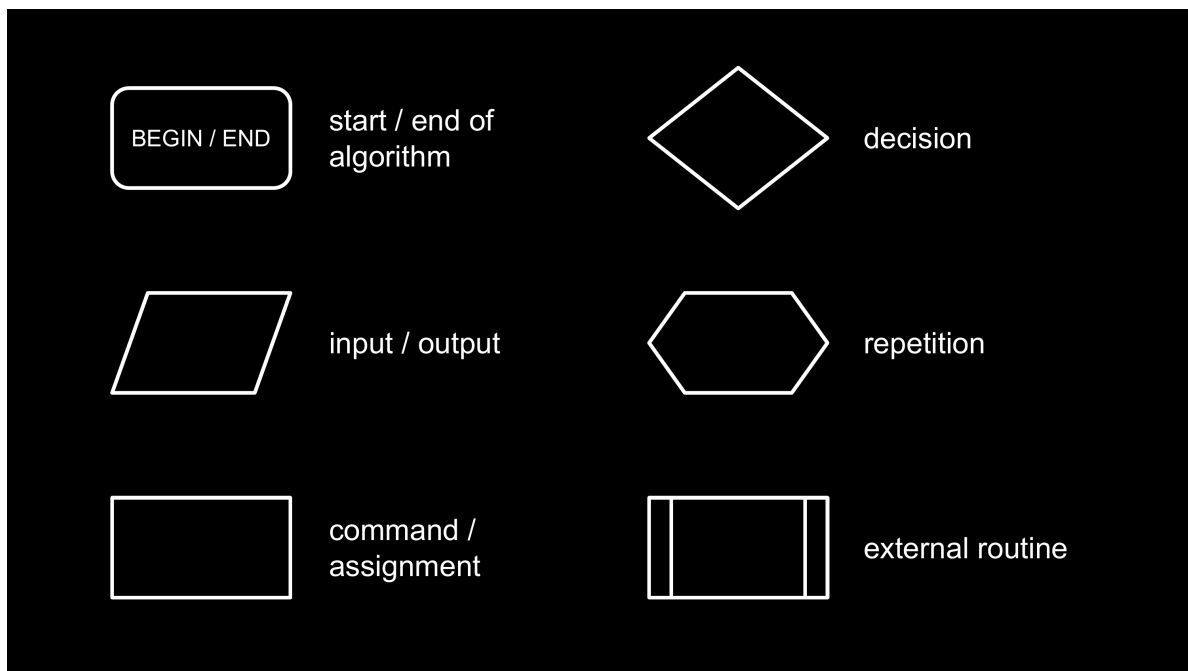 BEGIN / END
start / end of
algorithm
decision
input / output
repetition
command /
assignment
external routine